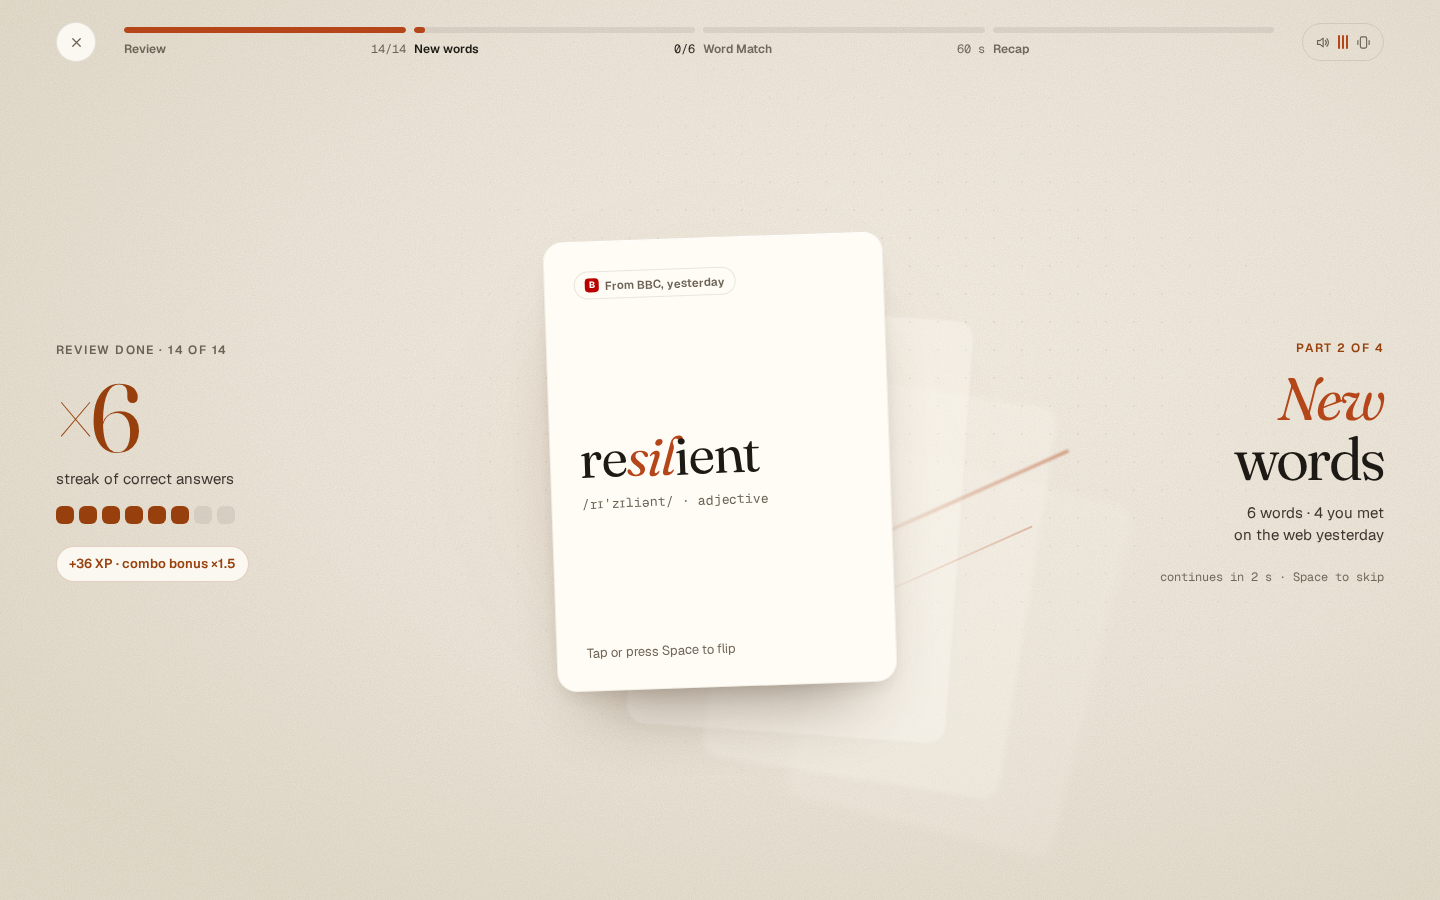 Review 14/14
New words 0/6
Word Match 60 s
Recap
B From BBC, yesterday
resilient
/rɪˈzɪliənt/ · adjective
Tap or press Space to flip
REVIEW DONE · 14 OF 14
×6
streak of correct answers
+36 XP · combo bonus ×1.5
PART 2 OF 4
New
words
6 words · 4 you met
on the web yesterday
continues in 2 s · Space to skip